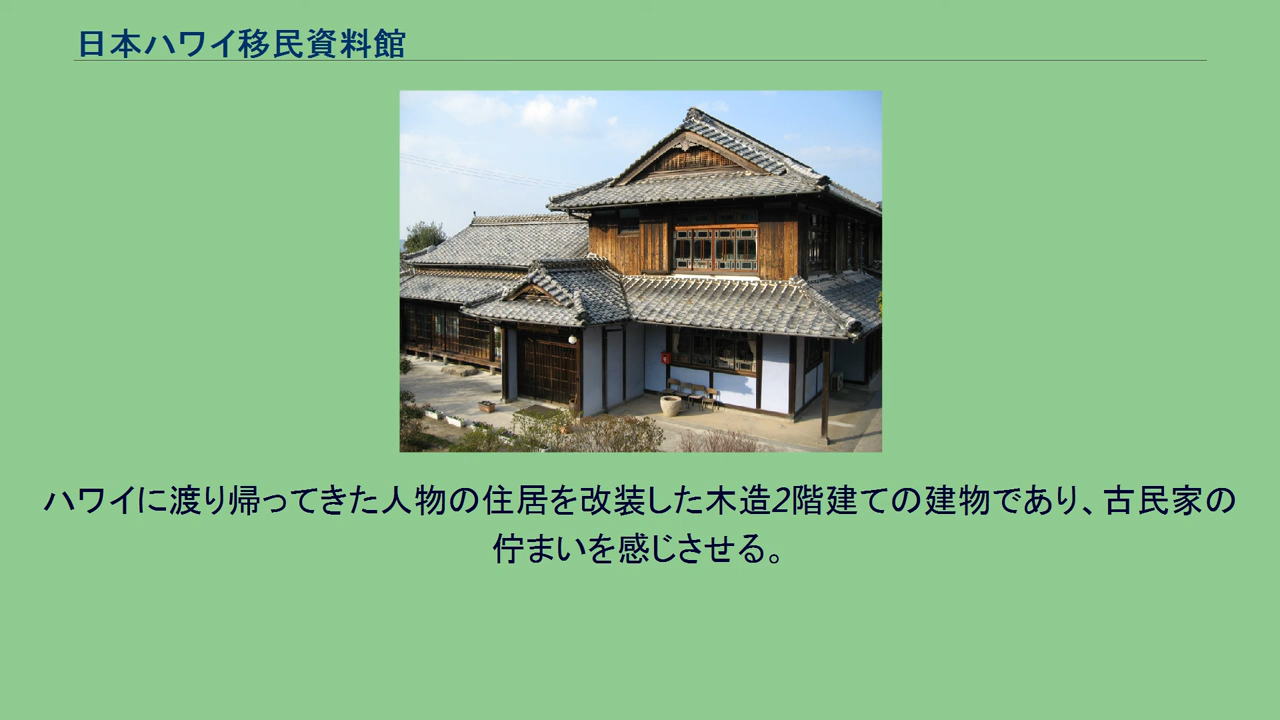 日本ハワイ移民資料館
ハワイに渡り帰ってきた人物の住居を改装した木造2階建ての建物であり、古民家の
佇まいを感じさせる。